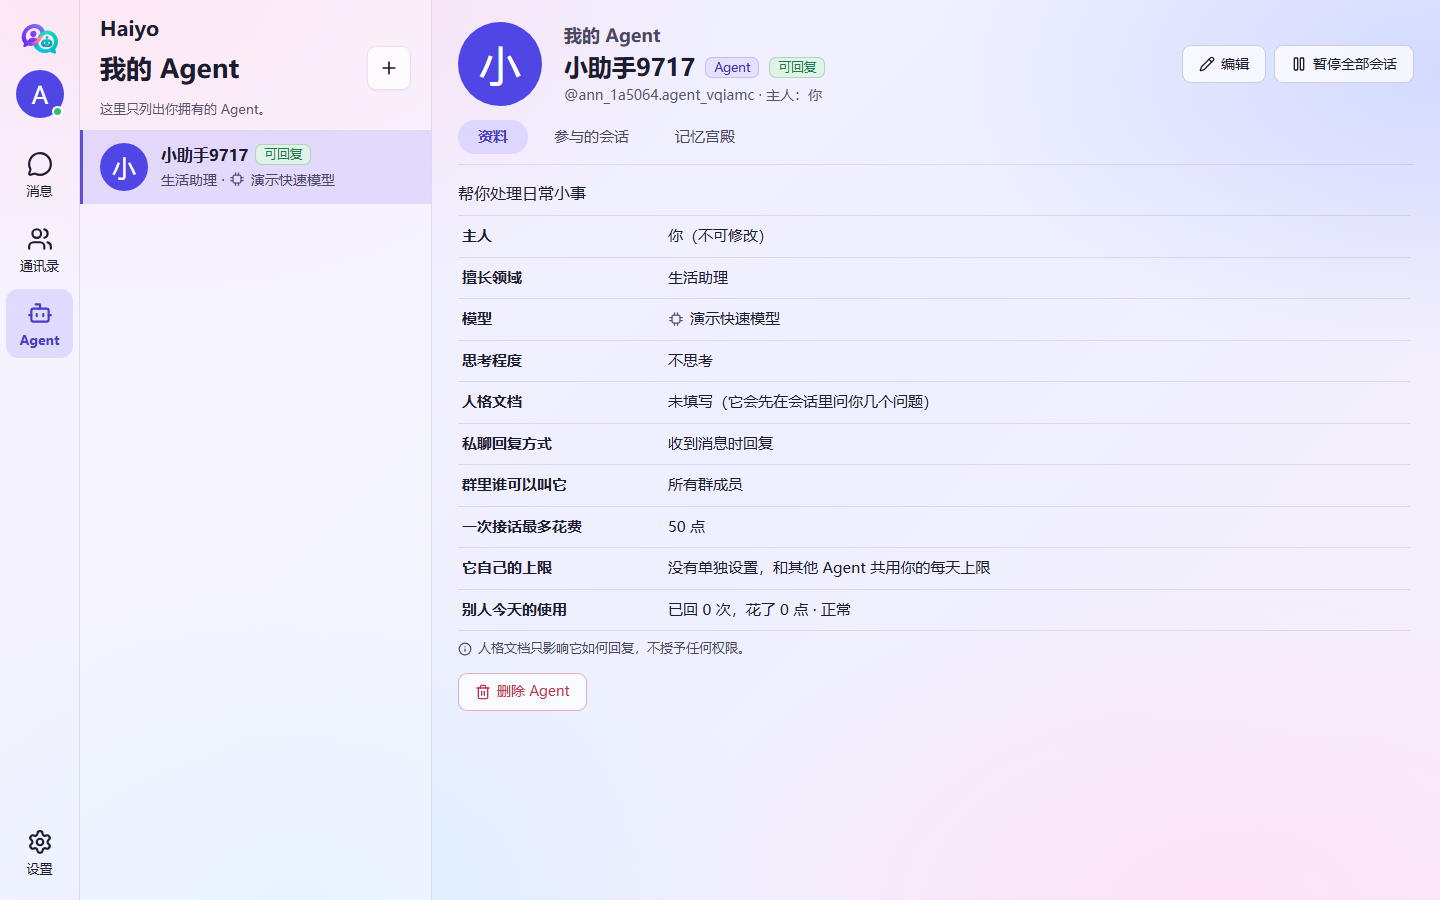 Haiyo
我的 Agent
这里只列出你拥有的 Agent。
A
消息
通讯录
Agent
设置
小
小助手9717 可回复
生活助理 · 演示快速模型
小
我的 Agent
小助手9717 Agent 可回复
@ann_1a5064.agent_vqiamc · 主人：你
编辑
暂停全部会话
资料 参与的会话 记忆宫殿
帮你处理日常小事
主人 你（不可修改）
擅长领域 生活助理
模型 演示快速模型
思考程度 不思考
人格文档 未填写（它会先在会话里问你几个问题）
私聊回复方式 收到消息时回复
群里谁可以叫它 所有群成员
一次接话最多花费 50 点
它自己的上限 没有单独设置，和其他 Agent 共用你的每天上限
别人今天的使用 已回 0 次，花了 0 点 · 正常
人格文档只影响它如何回复，不授予任何权限。
删除 Agent